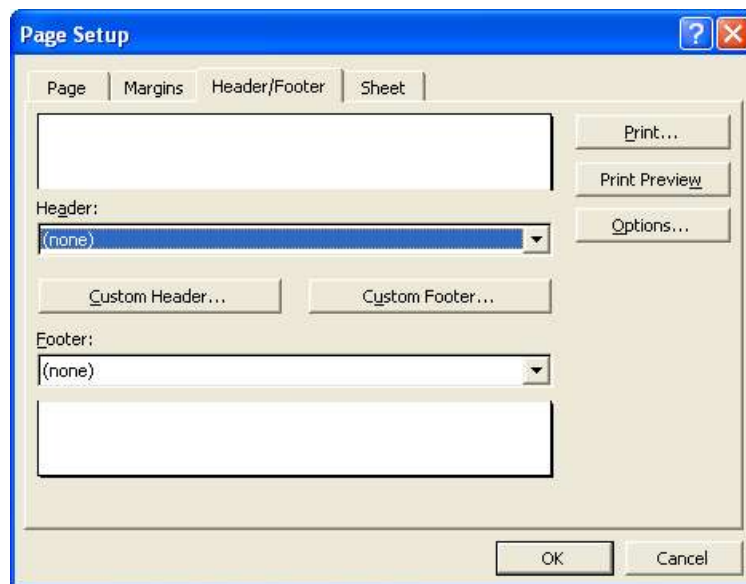 Page Setup
Page Margins Header/Footer Sheet
Print...
Print Preview
Header:
(none)
Options...
Custom Header... Custom Footer...
Footer:
(none)
OK Cancel